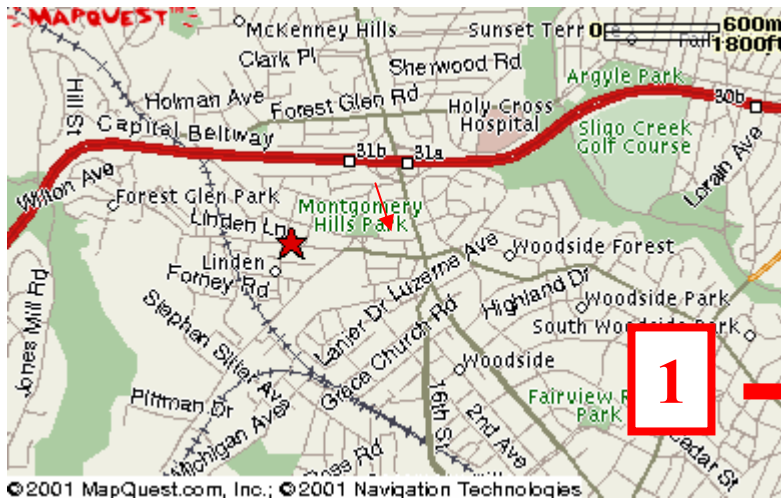 MAPQUEST
McKenney Hills
Sunset Terr
0
600m
1800ft
Clark Pl
Sherwood Rd
Argyle Park
Hill St
Holman Ave
Forest Glen Rd
Holy Cross
Hospital
30b
Capital Beltway
31b
31a
Sligo Creek
Golf Course
Lorain Ave
Wilton Ave
Forest Glen Park
Linden Ln
Montgomery
Hills Park
Linden
Forney Rd
Woodside Forest
Luzerne Ave
Lanier Dr
Highland Dr
Woodside Park
South Woodside Park
Jones Mill Rd
Stephan Sitter Ave
Grace Church Rd
Woodside
1
Pittman Dr
16th St
2nd Ave
Fairview
Park
Michigan Ave
Cedar St
Rd
©2001 MapQuest.com, Inc.; ©2001 Navigation Technologies